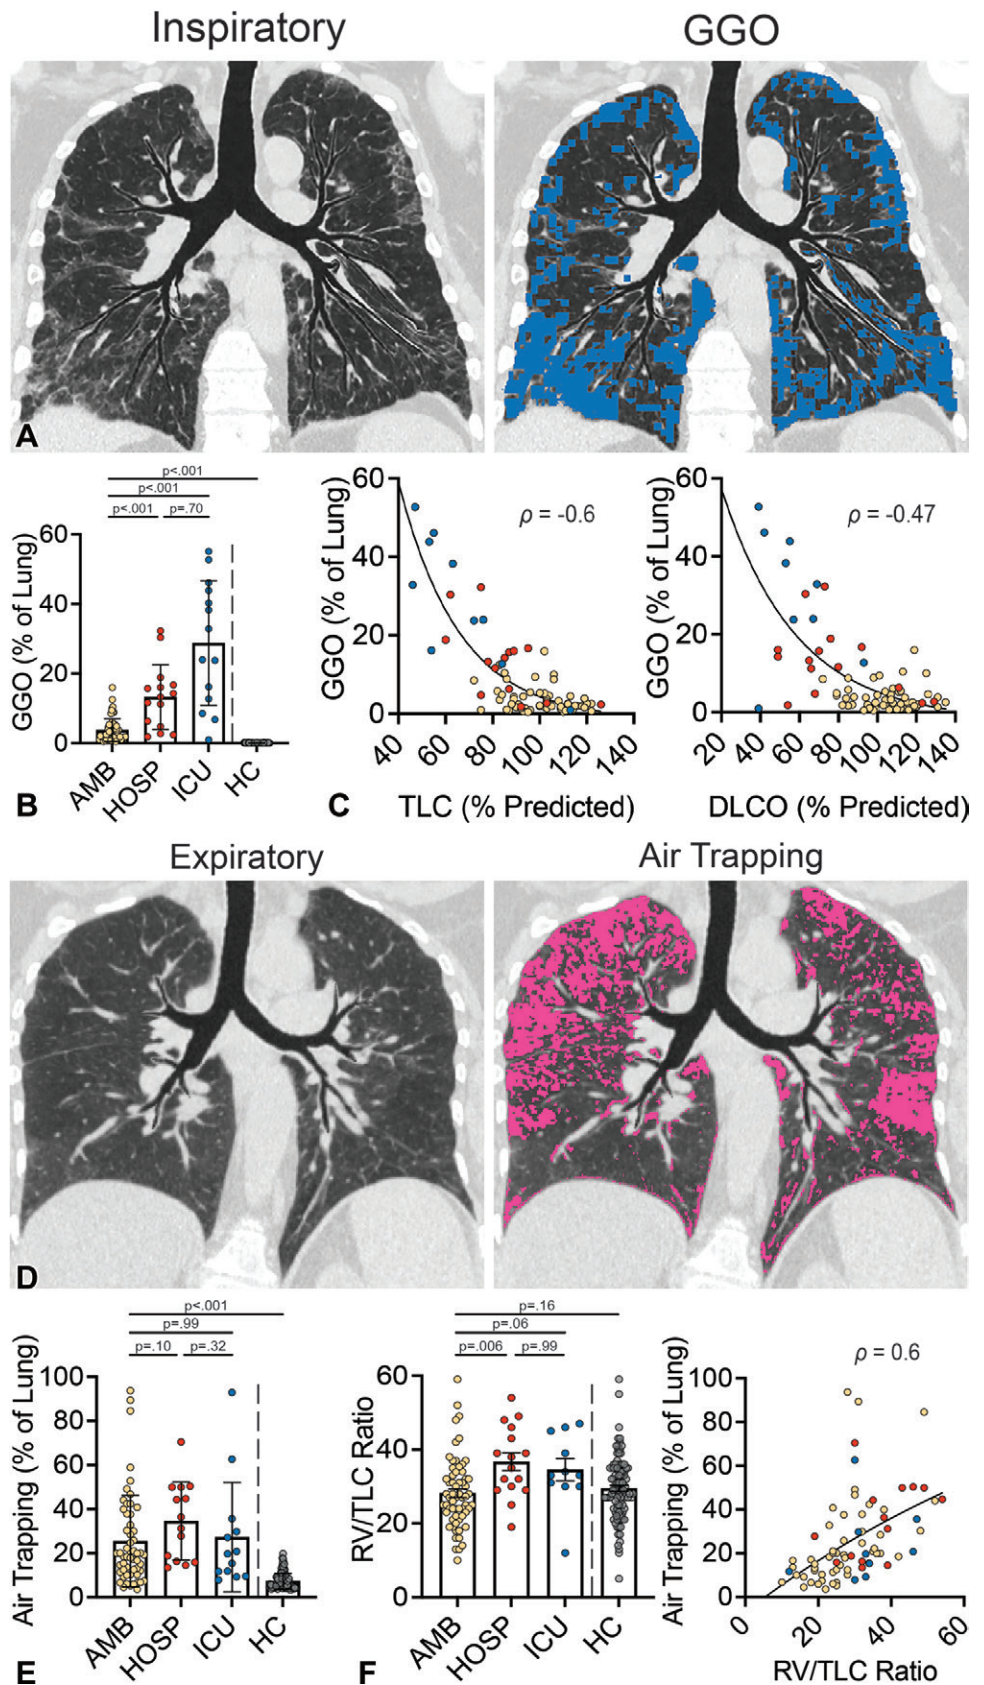 Inspiratory
GGO
A
p<.001
p<.001
p<.001
p=.70
GGO (% of Lung)
60
40
20
0
AMB
HOSP
ICU
HC
B
GGO (% of Lung)
60
40
20
0
ρ = -0.6
40
60
80
100
120
140
TLC (% Predicted)
C
GGO (% of Lung)
60
40
20
0
ρ = -0.47
20
40
60
80
100
120
140
DLCO (% Predicted)
Expiratory
Air Trapping
D
p<.001
p=.99
p=.10
p=.32
Air Trapping (% of Lung)
100
80
60
40
20
0
AMB
HOSP
ICU
HC
E
p=.16
p=.06
p=.006
p=.99
RV/TLC Ratio
60
40
20
0
AMB
HOSP
ICU
HC
F
Air Trapping (% of Lung)
100
80
60
40
20
0
ρ = 0.6
0
20
40
60
RV/TLC Ratio